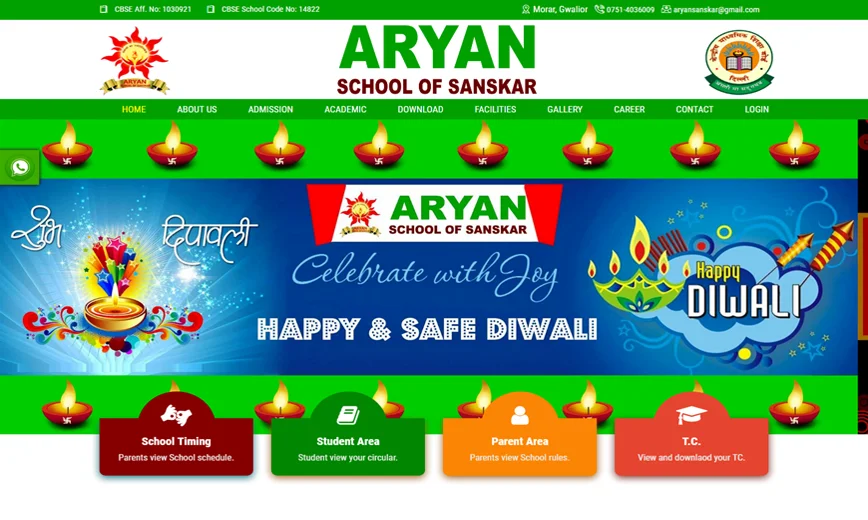 CBSE Aff. No: 1030921 CBSE School Code No: 14822 Morar, Gwalior 0751-4036009 aryansanskar@gmail.com
ARYAN
SCHOOL OF SANSKAR
ARYAN
HOME ABOUT US ADMISSION ACADEMIC DOWNLOAD FACILITIES GALLERY CAREER CONTACT LOGIN
ARYAN
SCHOOL OF SANSKAR
शुभ दिपावली
Celebrate with Joy
HAPPY & SAFE DIWALI
Happy
DIWALI
School Timing
Parents view School schedule.
Student Area
Student view your circular.
Parent Area
Parents view School rules.
T.C.
View and downlaod your TC.